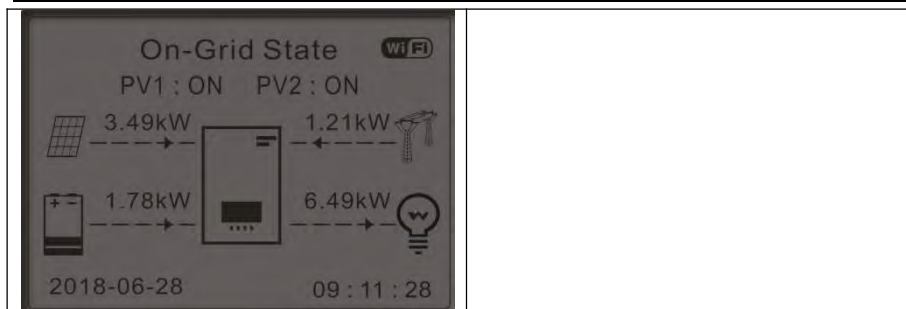 On-Grid State WiFi
PV1 : ON PV2 : ON
3.49kW 1.21kW
1.78kW 6.49kW
2018-06-28 09 : 11 : 28